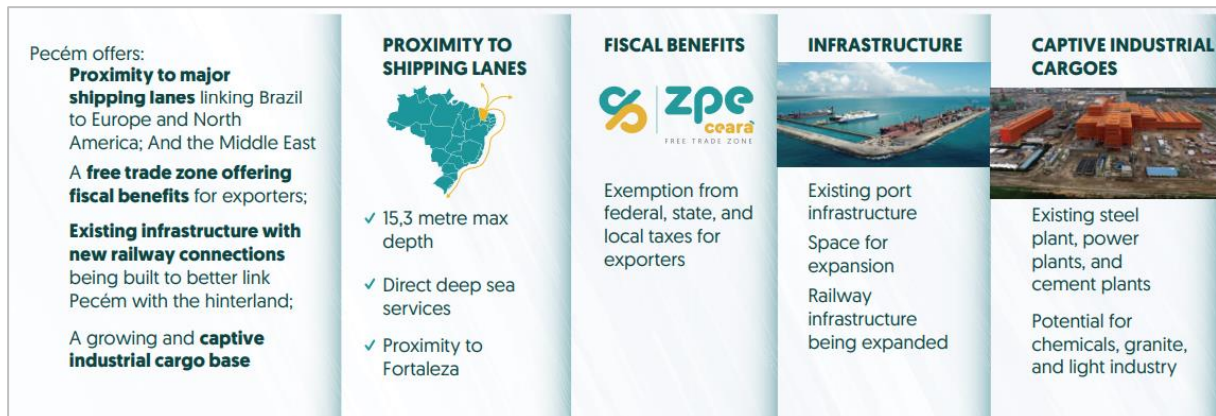 Pecém offers:
Proximity to major
shipping lanes linking Brazil
to Europe and North
America; And the Middle East
A free trade zone offering
fiscal benefits for exporters;
Existing infrastructure with
new railway connections
being built to better link
Pecém with the hinterland;
A growing and captive
industrial cargo base
PROXIMITY TO
SHIPPING LANES
✓ 15,3 metre max
depth
✓ Direct deep sea
services
✓ Proximity to
Fortaleza
FISCAL BENEFITS
zpe
ceará
FREE TRADE ZONE
Exemption from
federal, state, and
local taxes for
exporters
INFRASTRUCTURE
Existing port
infrastructure
Space for
expansion
Railway
infrastructure
being expanded
CAPTIVE INDUSTRIAL
CARGOES
Existing steel
plant, power
plants, and
cement plants
Potential for
chemicals, granite,
and light industry